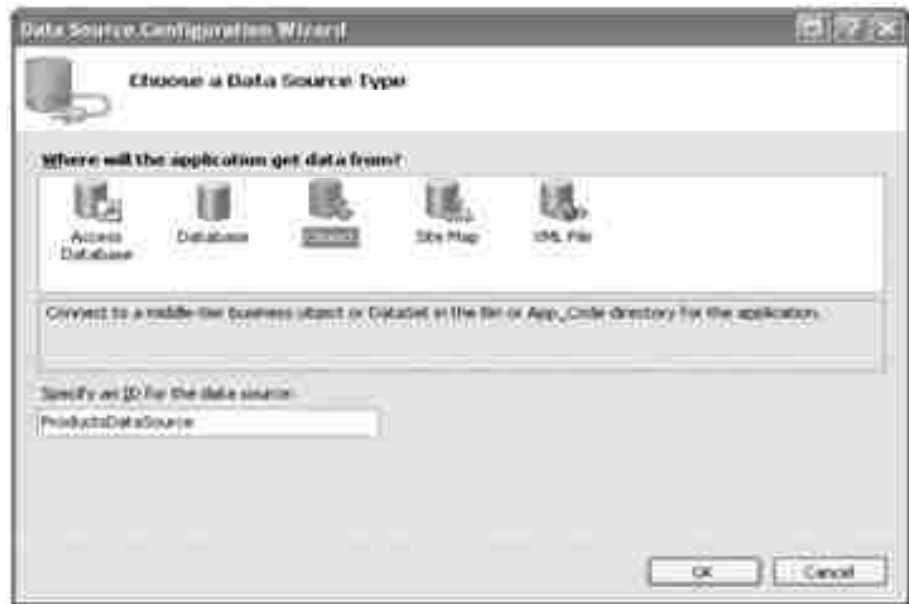 Data Source Configuration Wizard
Choose a Data Source Type
Where will the application get data from?
Access Database
Database
Object
Site Map
XML File
Connect to a middle-tier business object or DataSet in the Bin or App_Code directory for the application.
Specify an ID for the data source:
ProductsDataSource
OK
Cancel